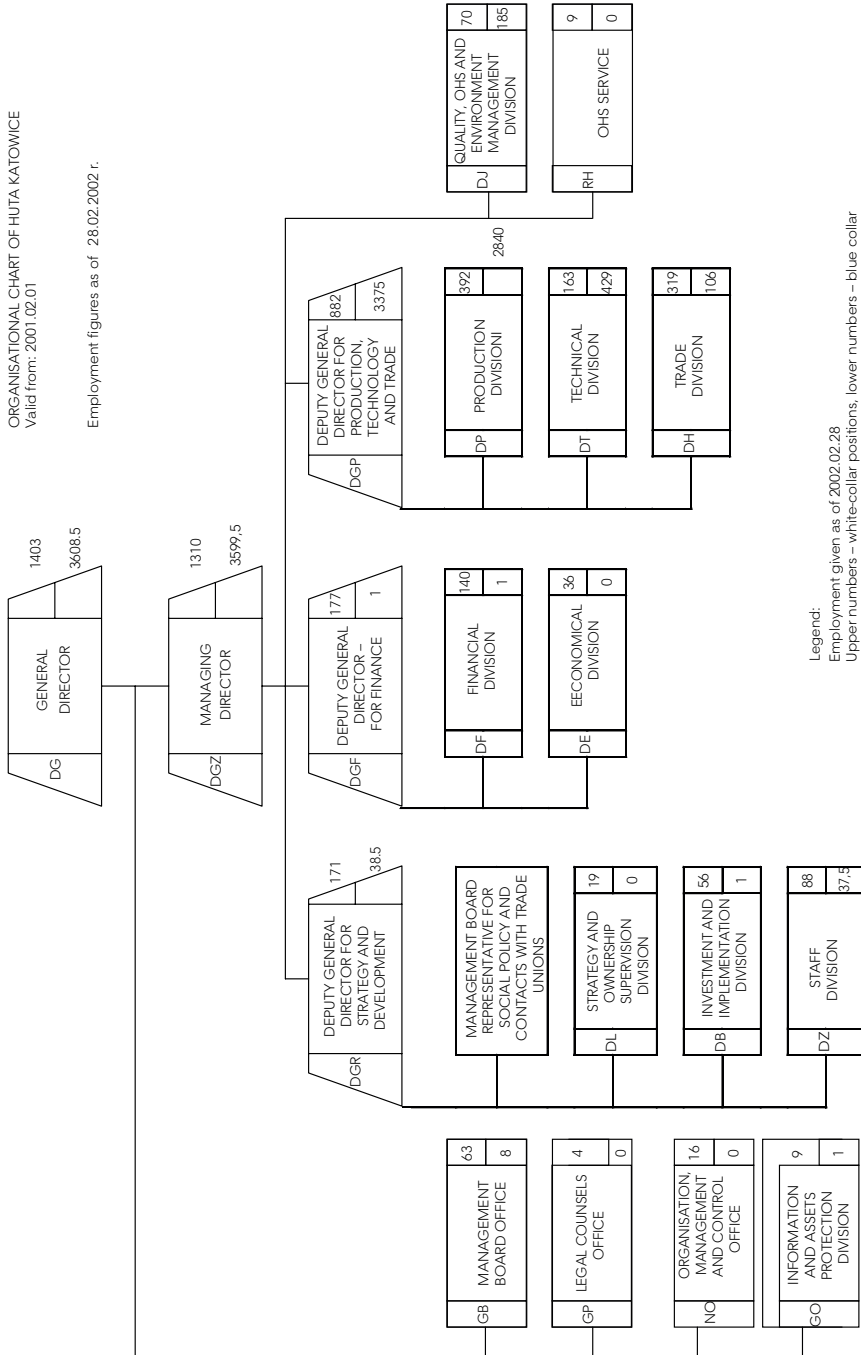 ORGANISATIONAL CHART OF HUTA KATOWICE
Valid from: 2001.02.01
Employment figures as of 28.02.2002 r.
DG
GENERAL
DIRECTOR
1403
3608.5
DGZ
MANAGING
DIRECTOR
1310
3599,5
DGR
DEPUTY GENERAL
DIRECTOR FOR
STRATEGY AND
DEVELOPMENT
171
38.5
DGF
DEPUTY GENERAL
DIRECTOR –
FOR FINANCE
177
1
DGP
DEPUTY GENERAL
DIRECTOR FOR
PRODUCTION,
TECHNOLOGY
AND TRADE
882
3375
GB
MANAGEMENT
BOARD OFFICE
63
8
GP
LEGAL COUNSELS
OFFICE
4
0
NO
ORGANISATION,
MANAGEMENT
AND CONTROL
OFFICE
16
0
GO
INFORMATION
AND ASSETS
PROTECTION
DIVISION
9
1
MANAGEMENT BOARD
REPRESENTATIVE FOR
SOCIAL POLICY AND
CONTACTS WITH TRADE
UNIONS
DL
STRATEGY AND
OWNERSHIP
SUPERVISION
DIVISION
19
0
DB
INVESTMENT AND
IMPLEMENTATION
DIVISION
56
1
DZ
STAFF
DIVISION
88
37,5
DF
FINANCIAL
DIVISION
140
1
DE
EECONOMICAL
DIVISION
36
0
DP
PRODUCTION
DIVISIONI
392
2840
DT
TECHNICAL
DIVISION
163
429
DH
TRADE
DIVISION
319
106
DJ
QUALITY, OHS AND
ENVIRONMENT
MANAGEMENT
DIVISION
70
185
RH
OHS SERVICE
9
0
Legend:
Employment given as of 2002.02.28
Upper numbers – white-collar positions, lower numbers – blue collar